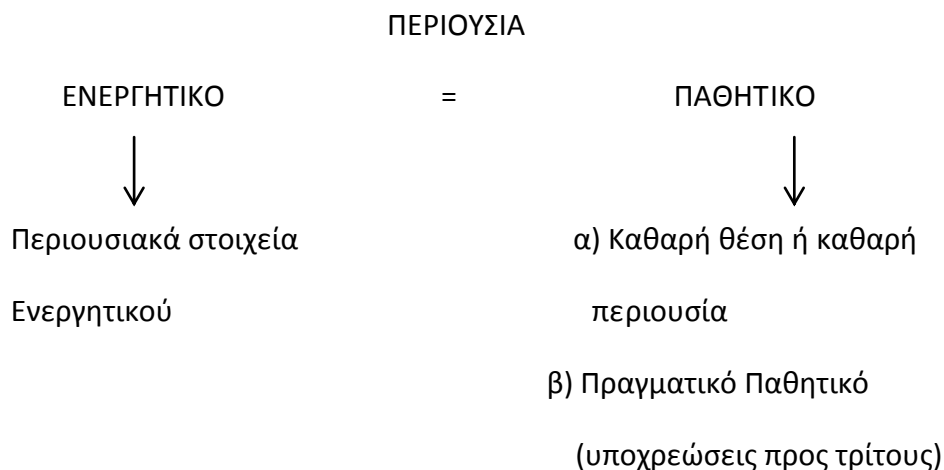 ΠΕΡΙΟΥΣΙΑ
ΕΝΕΡΓΗΤΙΚΟ = ΠΑΘΗΤΙΚΟ
Περιουσιακά στοιχεία α) Καθαρή θέση ή καθαρή
Ενεργητικού περιουσία
β) Πραγματικό Παθητικό
(υποχρεώσεις προς τρίτους)